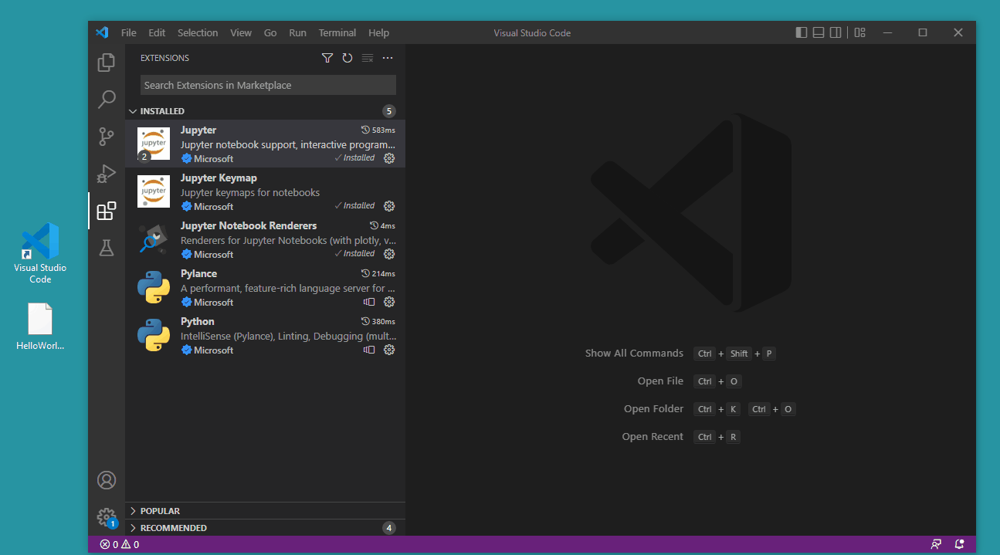 File Edit Selection View Go Run Terminal Help
Visual Studio Code
EXTENSIONS
Search Extensions in Marketplace
INSTALLED 5
Jupyter 583ms
Jupyter notebook support, interactive program...
jupyter
2
Microsoft ✓Installed
Jupyter Keymap
Jupyter keymaps for notebooks
jupyter
Microsoft ✓Installed
Jupyter Notebook Renderers 4ms
Renderers for Jupyter Notebooks (with plotly, v...
Microsoft ✓Installed
Pylance 214ms
A performant, feature-rich language server for ...
Microsoft
Python 380ms
IntelliSense (Pylance), Linting, Debugging (mult...
Microsoft
POPULAR
RECOMMENDED 4
1
0 0
Show All Commands Ctrl + Shift + P
Open File Ctrl + O
Open Folder Ctrl + K Ctrl + O
Open Recent Ctrl + R
Visual Studio
Code
HelloWorl...